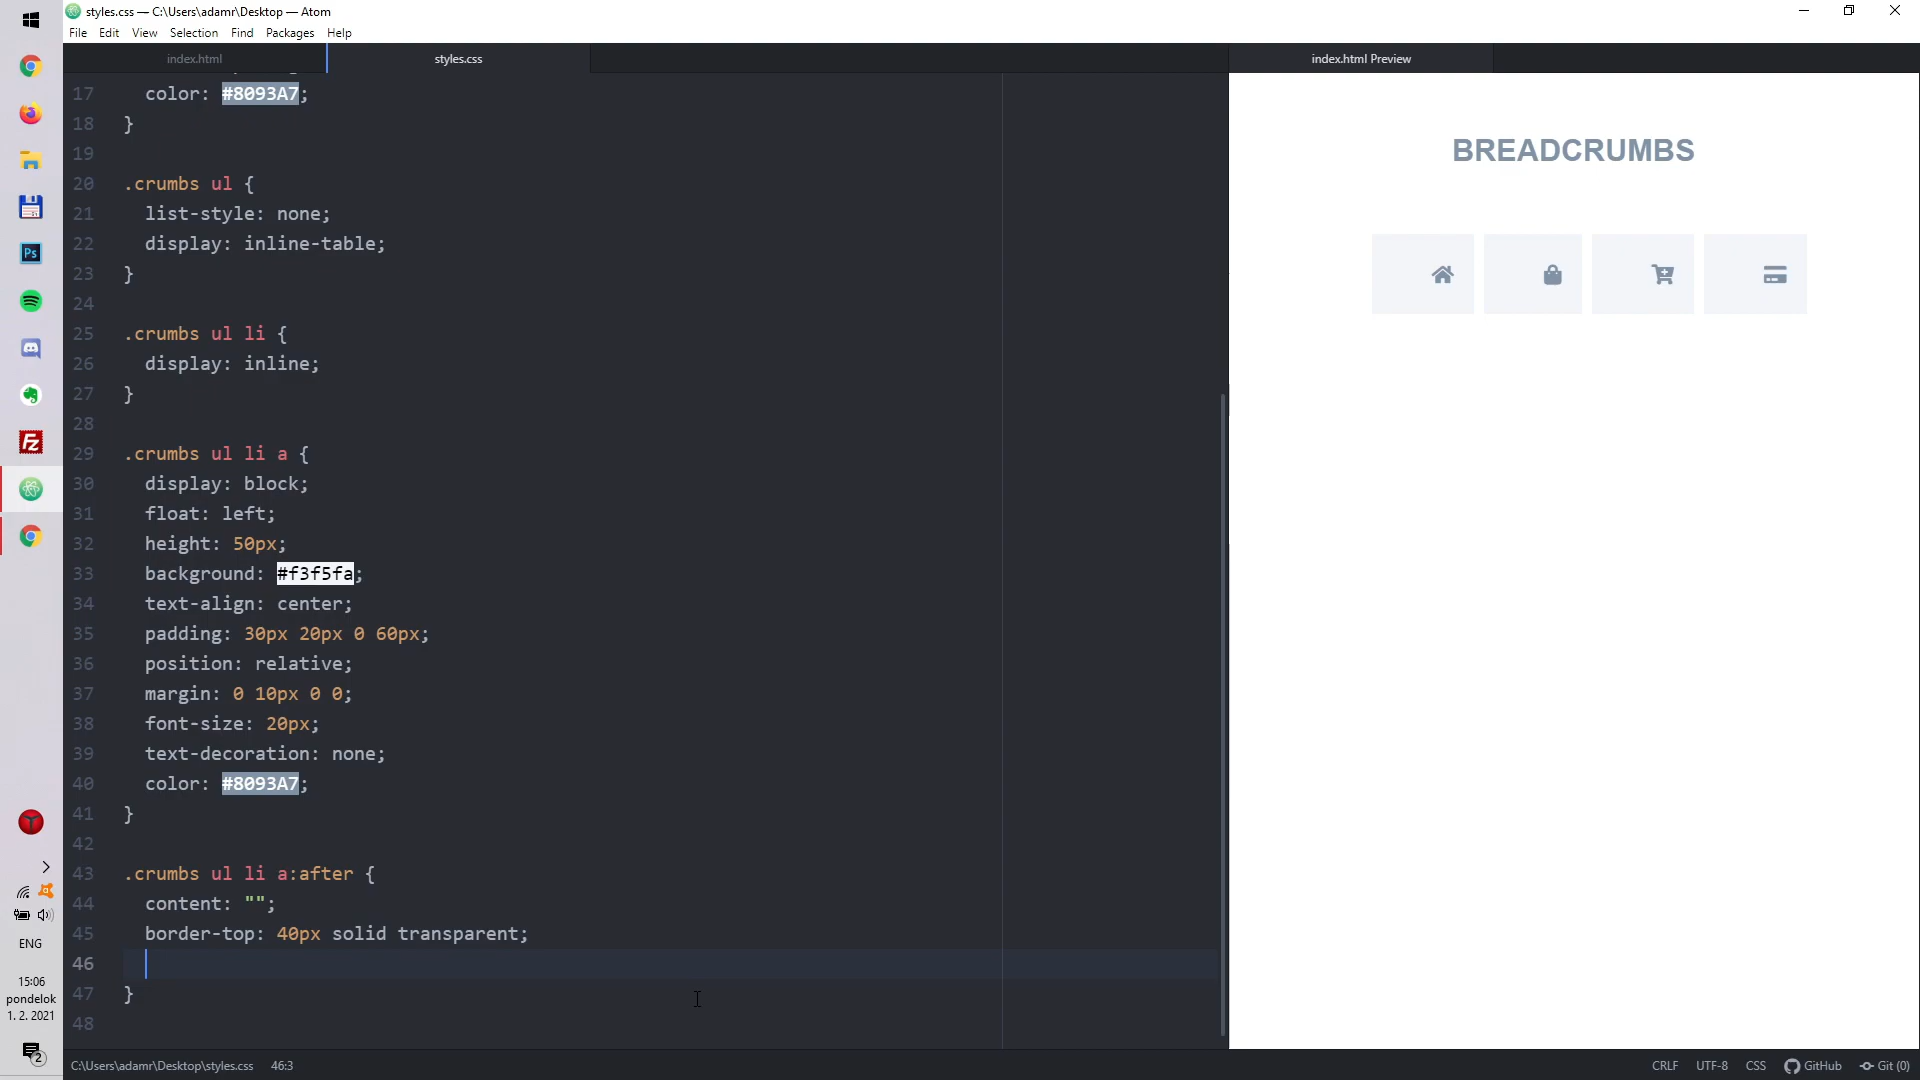 styles.css — C:\Users\adamr\Desktop — Atom
File Edit View Selection Find Packages Help
index.html
styles.css
index.html Preview
17 color: #8093A7;
18 }
19
20 .crumbs ul {
21 list-style: none;
22 display: inline-table;
23 }
24
25 .crumbs ul li {
26 display: inline;
27 }
28
29 .crumbs ul li a {
30 display: block;
31 float: left;
32 height: 50px;
33 background: #f3f5fa;
34 text-align: center;
35 padding: 30px 20px 0 60px;
36 position: relative;
37 margin: 0 10px 0 0;
38 font-size: 20px;
39 text-decoration: none;
40 color: #8093A7;
41 }
42
43 .crumbs ul li a:after {
44 content: "";
45 border-top: 40px solid transparent;
46
47 }
48
BREADCRUMBS
Ps
Fz
ENG
15:06
pondelok
1. 2. 2021
2
C:\Users\adamr\Desktop\styles.css 46:3
CRLF UTF-8 CSS GitHub Git (0)